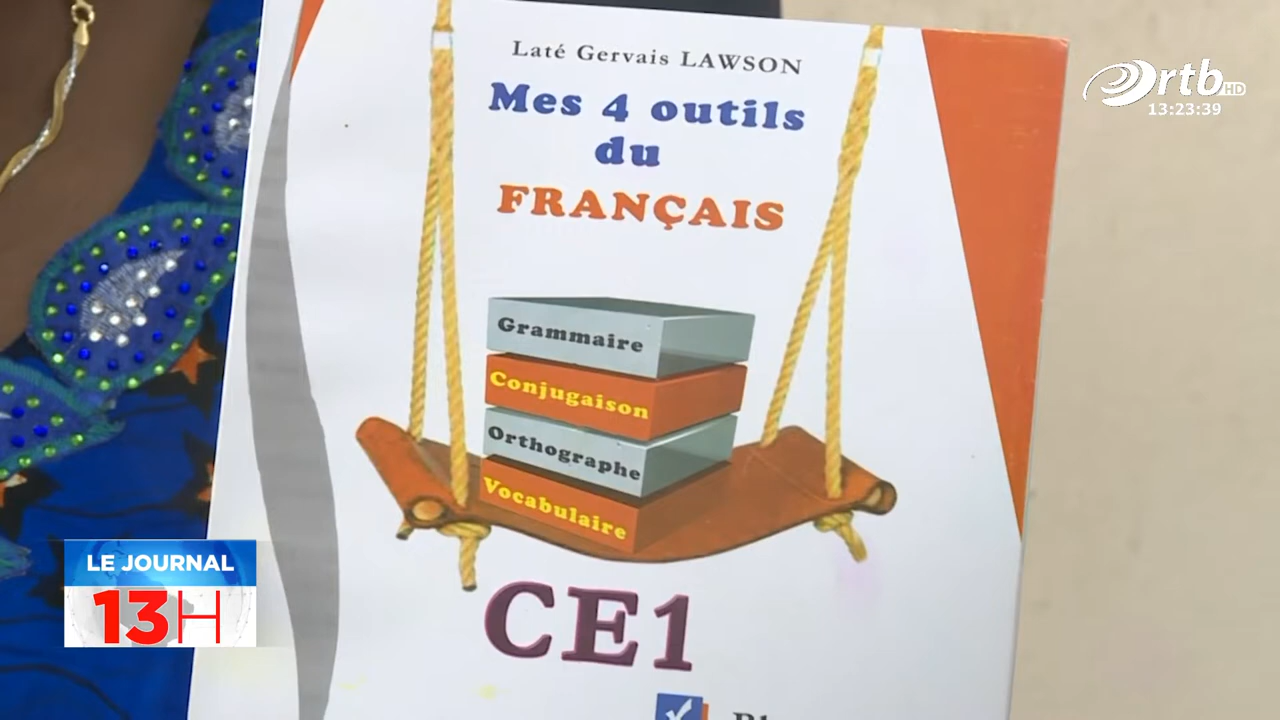 Laté Gervais LAWSON
Mes 4 outils
du
FRANÇAIS
Grammaire
Conjugaison
Orthographe
Vocabulaire
CE1
rtb HD
13:23:39
LE JOURNAL
13H